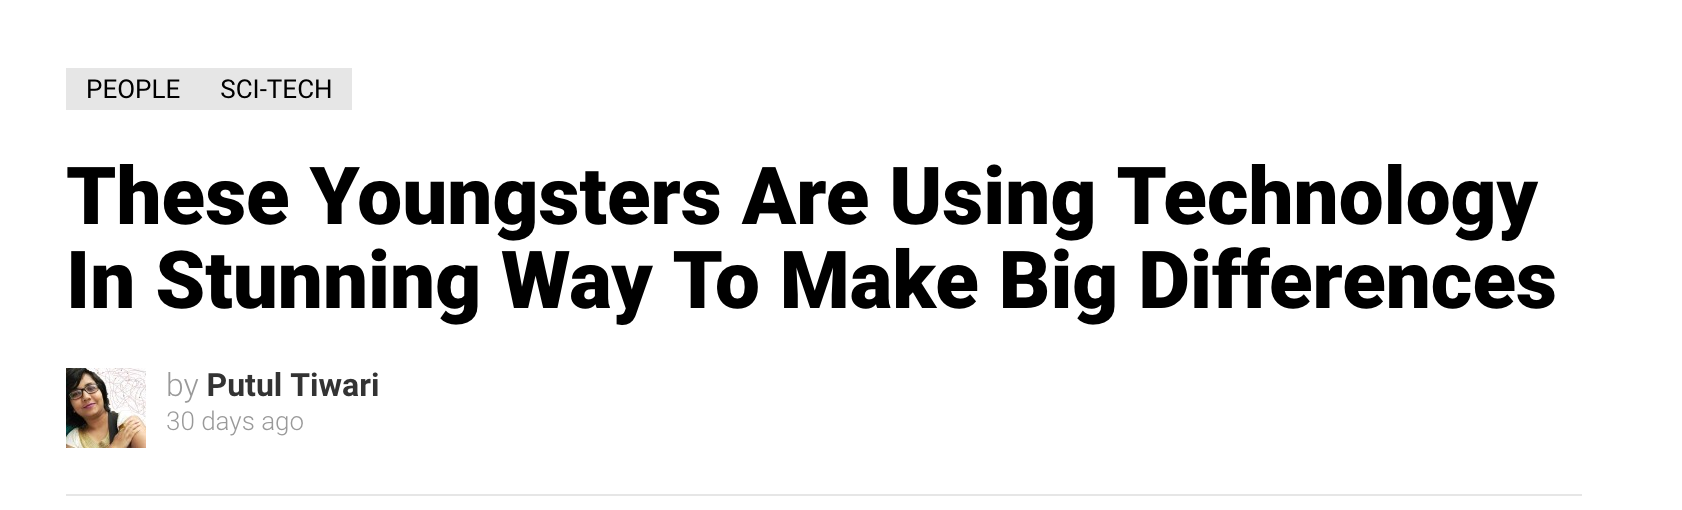 PEOPLE SCI-TECH
These Youngsters Are Using Technology
In Stunning Way To Make Big Differences
by Putul Tiwari
30 days ago